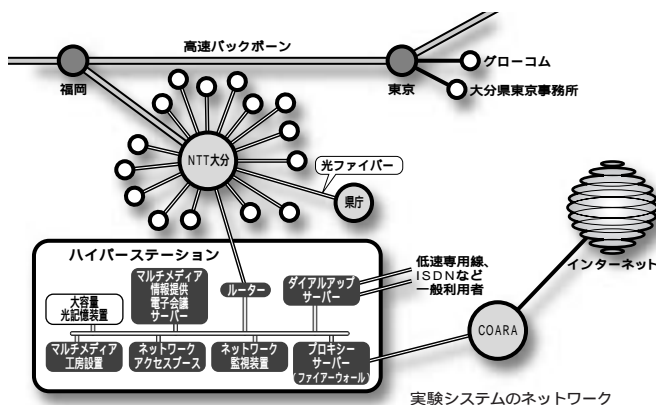 高速バックボーン
福岡
東京
グローコム
大分県東京事務所
NTT大分
光ファイバー
県庁
ハイパーステーション
大容量
光記憶装置
マルチメディア
情報提供
電子会議
サーバー
ルーター
ダイアルアップ
サーバー
低速専用線、
ISDNなど
一般利用者
インターネット
マルチメディア
工房設置
ネットワーク
アクセスブース
ネットワーク
監視装置
プロキシー
サーバー
(ファイアーウォール)
COARA
実験システムのネットワーク